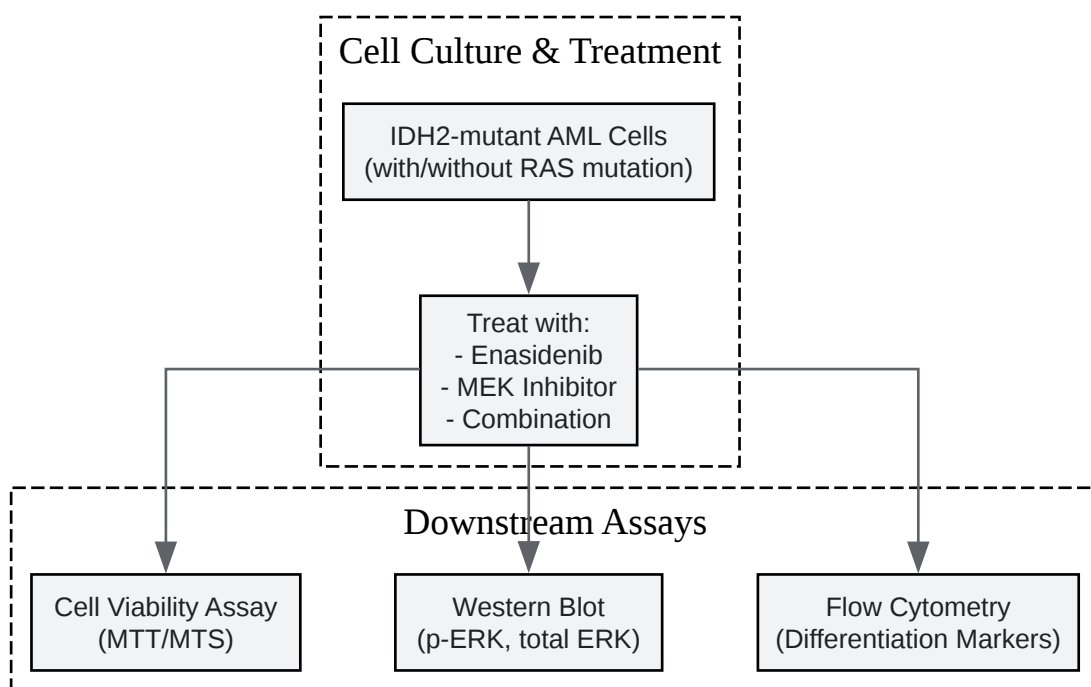 Cell Culture & Treatment
IDH2-mutant AML Cells
(with/without RAS mutation)
Treat with:
- Enasidenib
- MEK Inhibitor
- Combination
Downstream Assays
Cell Viability Assay
(MTT/MTS)
Western Blot
(p-ERK, total ERK)
Flow Cytometry
(Differentiation Markers)